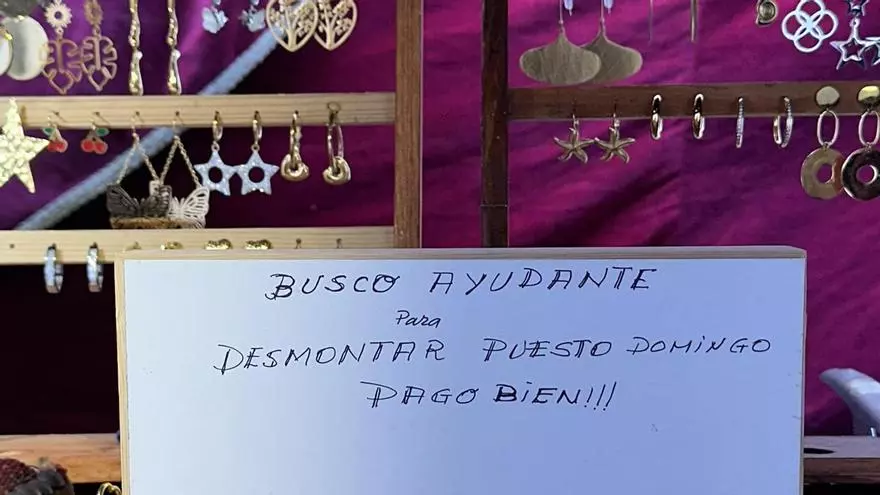 BUSCO AYUDANTE
Para
DESMONTAR PUESTO DOMINGO
PAGO BIEN!!!